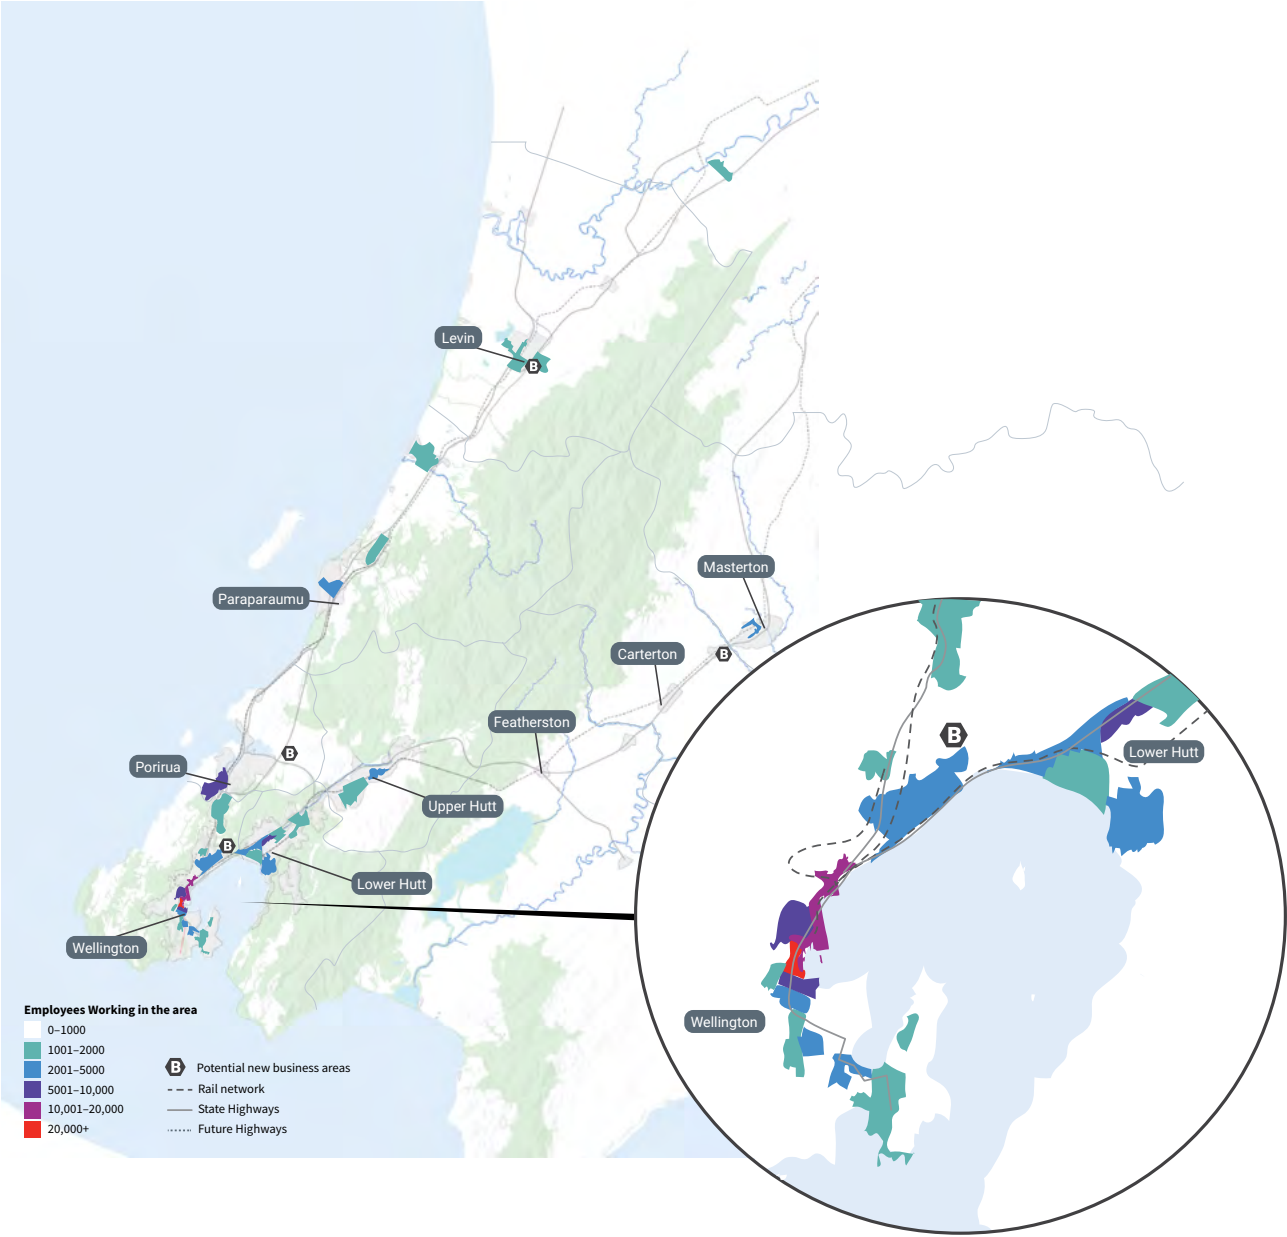 Levin
B
Masterton
Paraparaumu
Carterton
B
Featherston
B
Porirua
Upper Hutt
B
Lower Hutt
Wellington
B
Lower Hutt
Wellington
Employees Working in the area
0–1000
1001–2000
2001–5000
5001–10,000
10,001–20,000
20,000+
B Potential new business areas
Rail network
State Highways
Future Highways